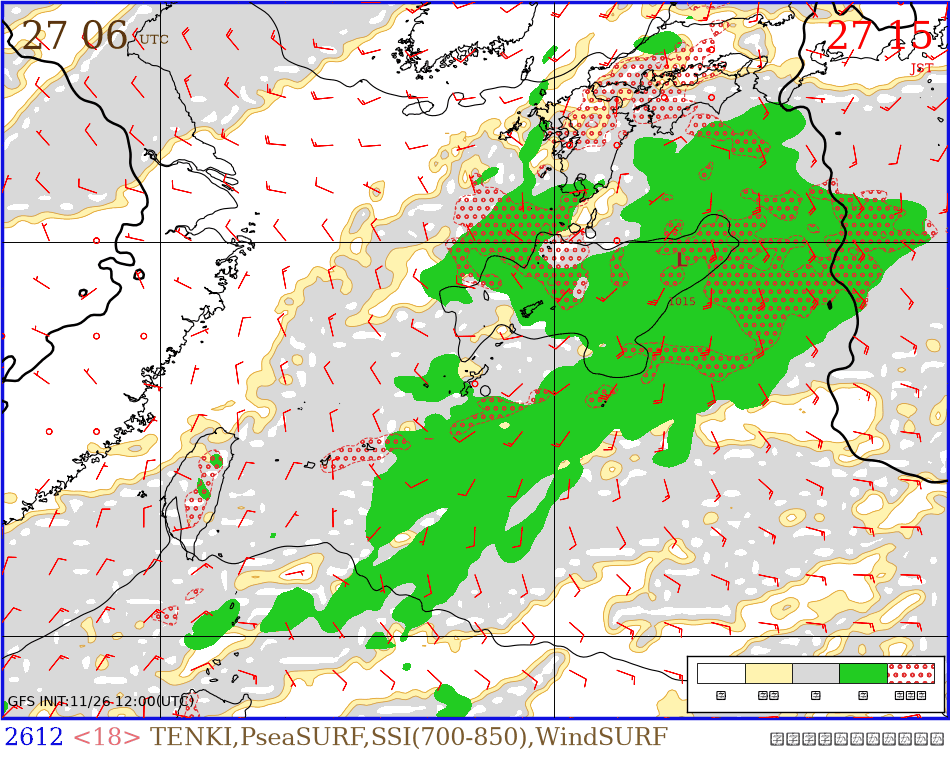 27 06 UTC
27 15
JST
L
1015
GFS INIT:11/26-12:00(UTC)
2612 <18> TENKI,PseaSURF,SSI(700-850),WindSURF